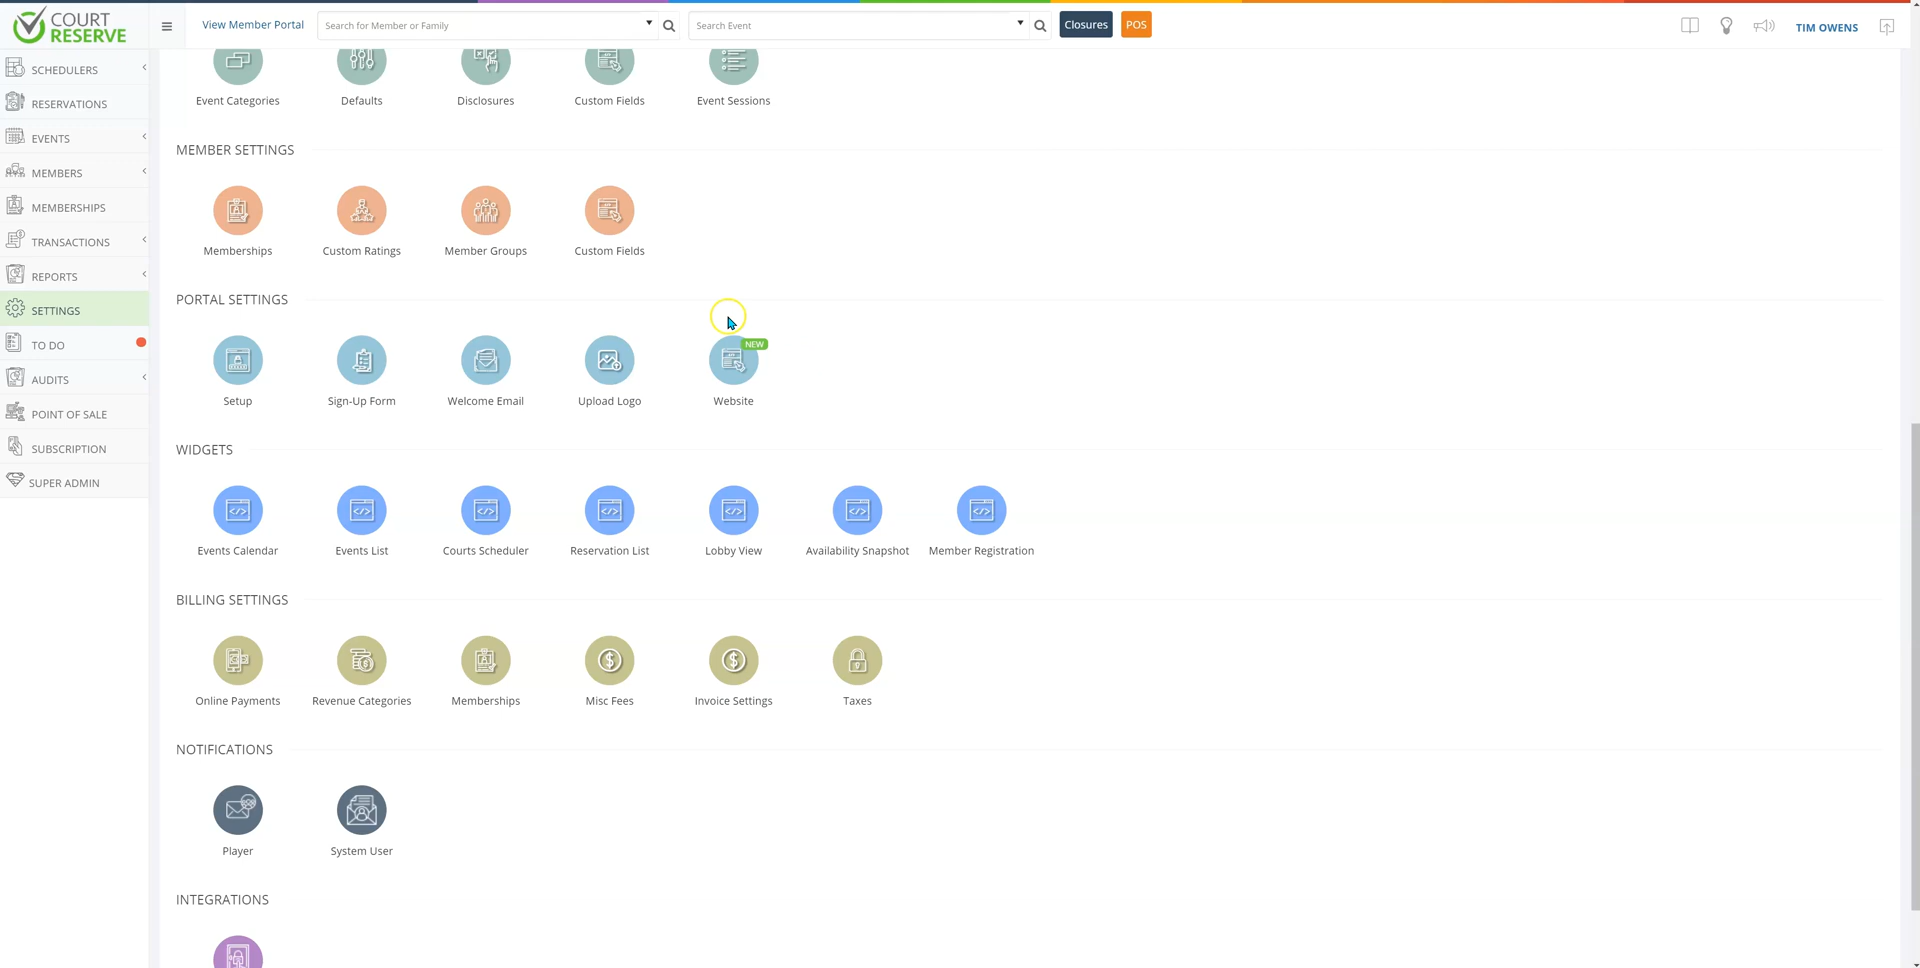 COURT
RESERVE
View Member Portal
Search for Member or Family
Search Event
Closures
POS
TIM OWENS
SCHEDULERS
RESERVATIONS
EVENTS
MEMBERS
MEMBERSHIPS
TRANSACTIONS
REPORTS
SETTINGS
TO DO
AUDITS
POINT OF SALE
SUBSCRIPTION
SUPER ADMIN
Event Categories
Defaults
Disclosures
Custom Fields
Event Sessions
MEMBER SETTINGS
Memberships
Custom Ratings
Member Groups
Custom Fields
PORTAL SETTINGS
NEW
Setup
Sign-Up Form
Welcome Email
Upload Logo
Website
WIDGETS
Events Calendar
Events List
Courts Scheduler
Reservation List
Lobby View
Availability Snapshot
Member Registration
BILLING SETTINGS
Online Payments
Revenue Categories
Memberships
Misc Fees
Invoice Settings
Taxes
NOTIFICATIONS
Player
System User
INTEGRATIONS